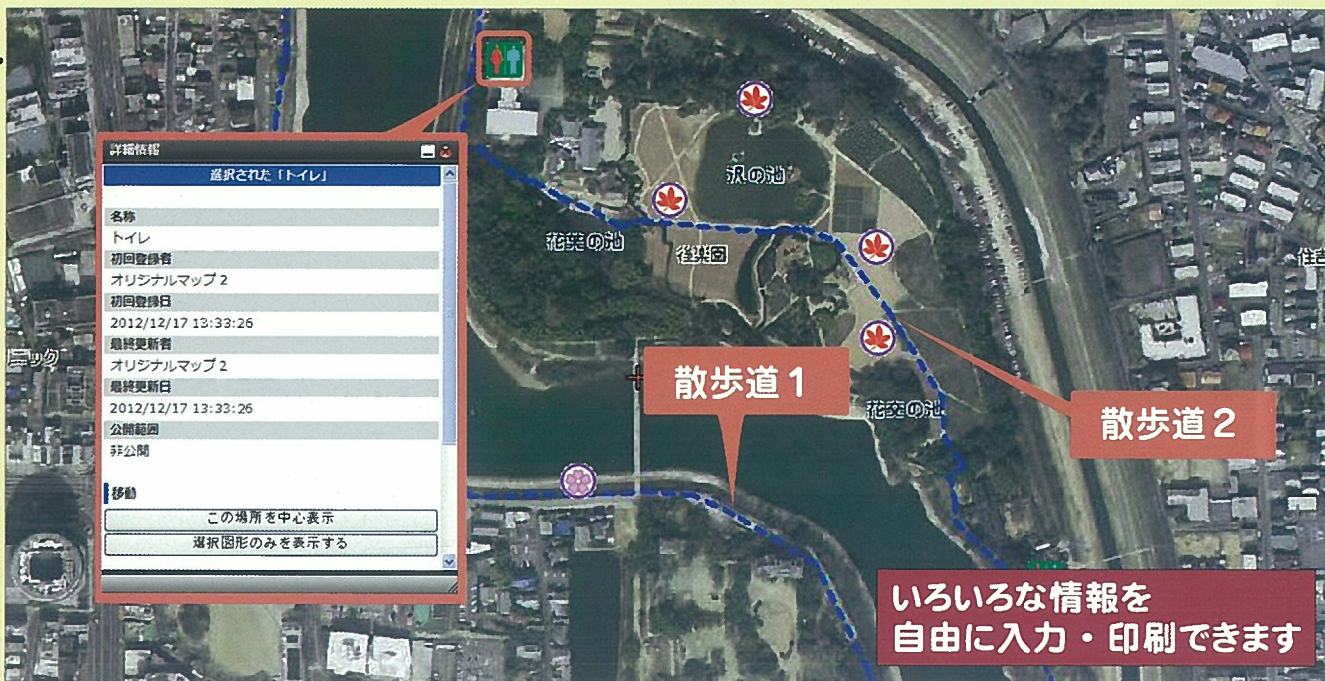 詳細情報
選択された「トイレ」
名称
トイレ
初回登録者
オリジナルマップ2
初回登録日
2012/12/17 13:33:26
最終更新者
オリジナルマップ2
最終更新日
2012/12/17 13:33:26
公開範囲
非公開
移動
この場所を中心表示
選択図形のみを表示する
沢の池
花葉の池
後楽園
花交の池
ニック
住吉
散歩道1
散歩道2
いろいろな情報を
自由に入力・印刷できます